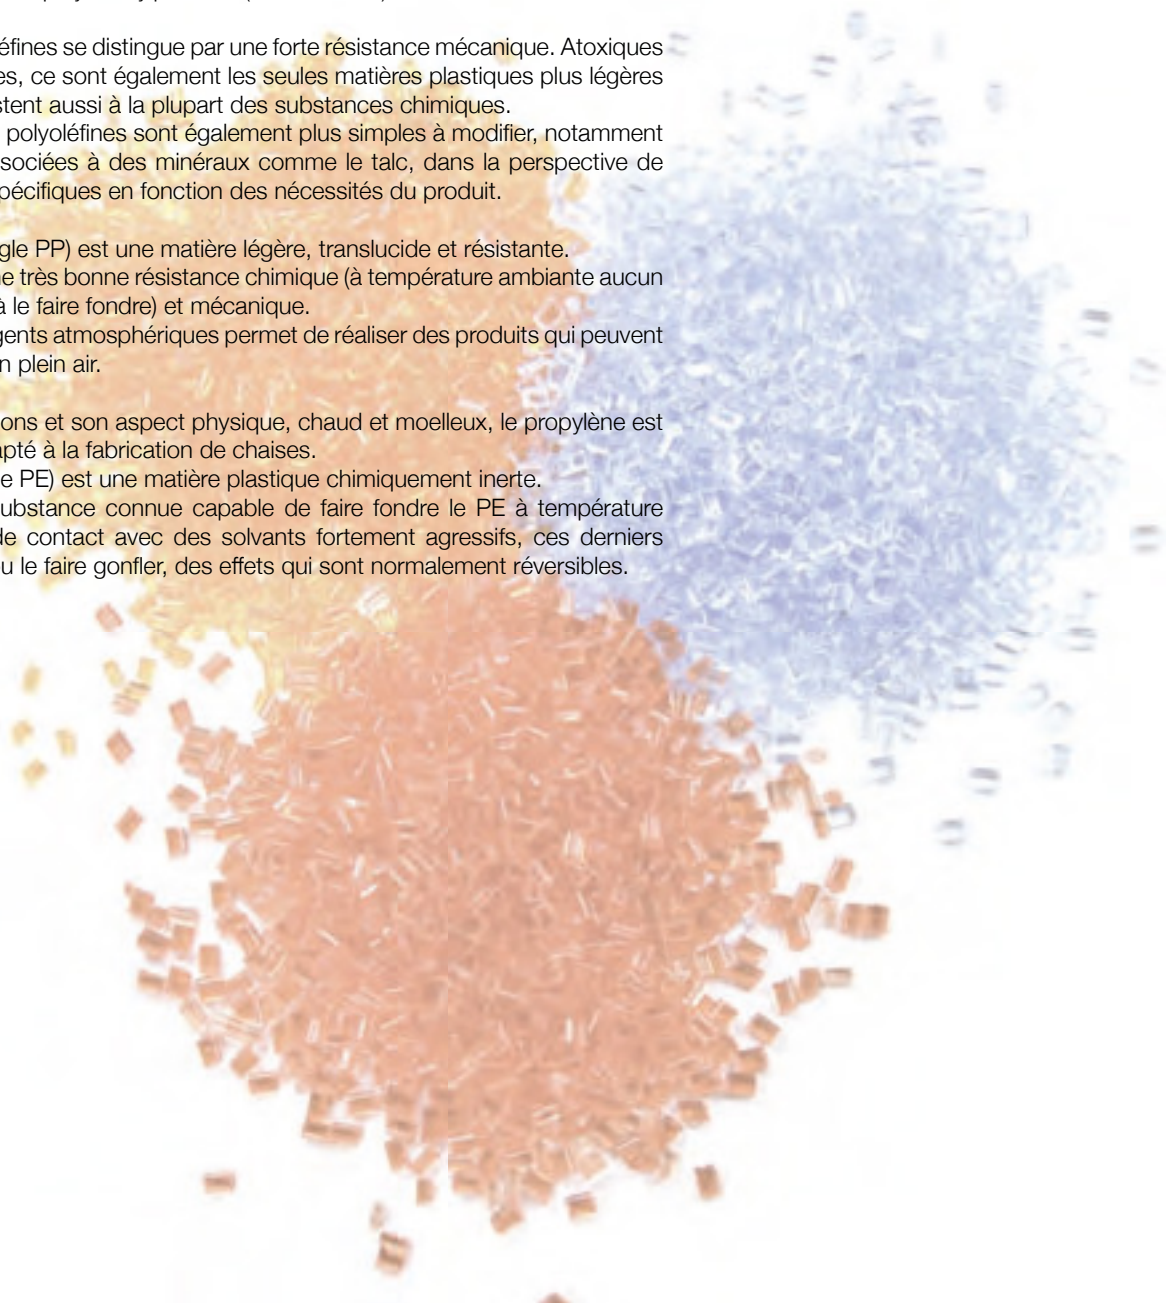 éfines se distingue par une forte résistance mécanique. Atoxiques
es, ce sont également les seules matières plastiques plus légères
stent aussi à la plupart des substances chimiques.
polyoléfines sont également plus simples à modifier, notamment
sociées à des minéraux comme le talc, dans la perspective de
pécifiques en fonction des nécessités du produit.
gle PP) est une matière légère, translucide et résistante.
ne très bonne résistance chimique (à température ambiante aucun
à le faire fondre) et mécanique.
gents atmosphériques permet de réaliser des produits qui peuvent
n plein air.
ons et son aspect physique, chaud et moelleux, le propylène est
apté à la fabrication de chaises.
e PE) est une matière plastique chimiquement inerte.
substance connue capable de faire fondre le PE à température
de contact avec des solvants fortement agressifs, ces derniers
u le faire gonfler, des effets qui sont normalement réversibles.